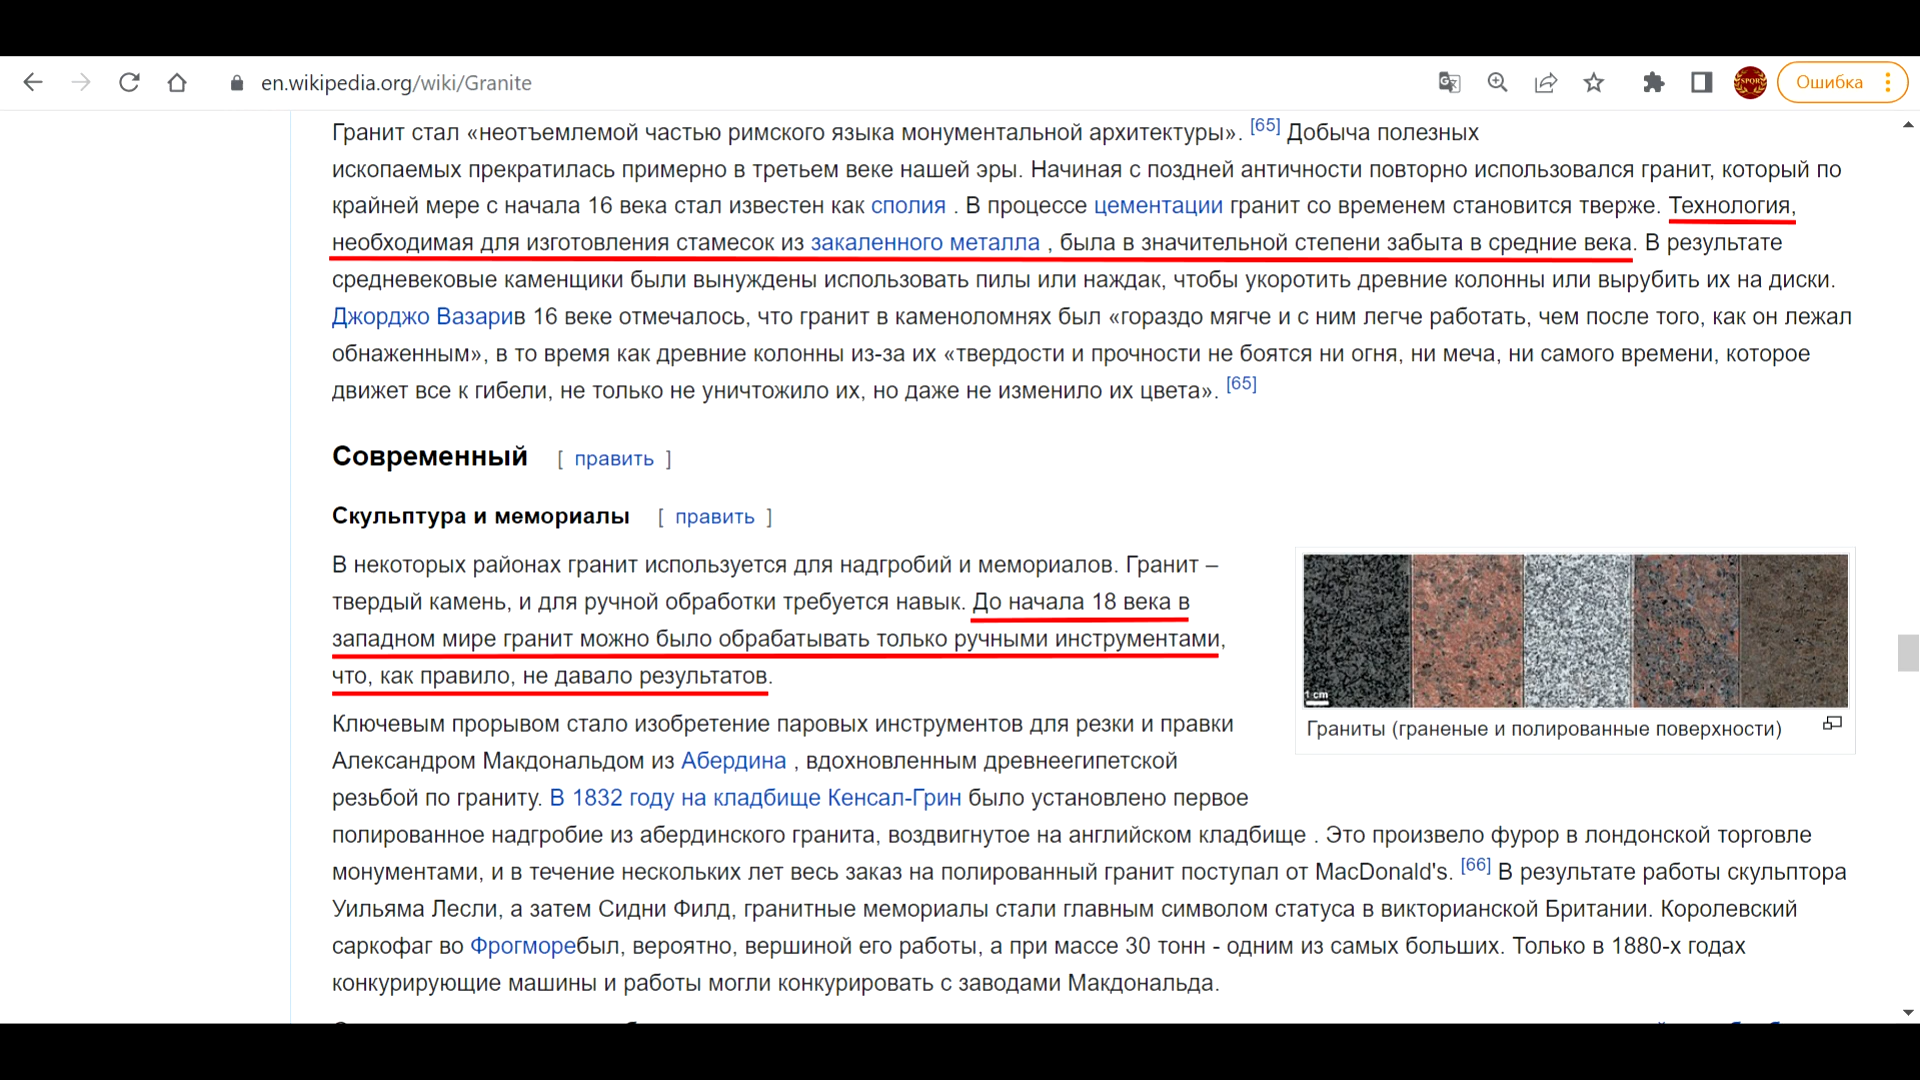 en.wikipedia.org/wiki/Granite
Ошибка
Гранит стал «неотъемлемой частью римского языка монументальной архитектуры». [65] Добыча полезных
ископаемых прекратилась примерно в третьем веке нашей эры. Начиная с поздней античности повторно использовался гранит, который по
крайней мере с начала 16 века стал известен как сполия . В процессе цементации гранит со временем становится тверже. Технология,
необходимая для изготовления стамесок из закаленного металла , была в значительной степени забыта в средние века. В результате
средневековые каменщики были вынуждены использовать пилы или наждак, чтобы укоротить древние колонны или вырубить их на диски.
Джорджо Вазарив 16 веке отмечалось, что гранит в каменоломнях был «гораздо мягче и с ним легче работать, чем после того, как он лежал
обнаженным», в то время как древние колонны из-за их «твердости и прочности не боятся ни огня, ни меча, ни самого времени, которое
движет все к гибели, не только не уничтожило их, но даже не изменило их цвета». [65]
Современный [ править ]
Скульптура и мемориалы [ править ]
В некоторых районах гранит используется для надгробий и мемориалов. Гранит –
твердый камень, и для ручной обработки требуется навык. До начала 18 века в
западном мире гранит можно было обрабатывать только ручными инструментами,
что, как правило, не давало результатов.
1 cm
Граниты (граненые и полированные поверхности)
Ключевым прорывом стало изобретение паровых инструментов для резки и правки
Александром Макдональдом из Абердина , вдохновленным древнеегипетской
резьбой по граниту. В 1832 году на кладбище Кенсал-Грин было установлено первое
полированное надгробие из абердинского гранита, воздвигнутое на английском кладбище . Это произвело фурор в лондонской торговле
монументами, и в течение нескольких лет весь заказ на полированный гранит поступал от MacDonald's. [66] В результате работы скульптора
Уильяма Лесли, а затем Сидни Филд, гранитные мемориалы стали главным символом статуса в викторианской Британии. Королевский
саркофаг во Фрогморебыл, вероятно, вершиной его работы, а при массе 30 тонн - одним из самых больших. Только в 1880-х годах
конкурирующие машины и работы могли конкурировать с заводами Макдональда.